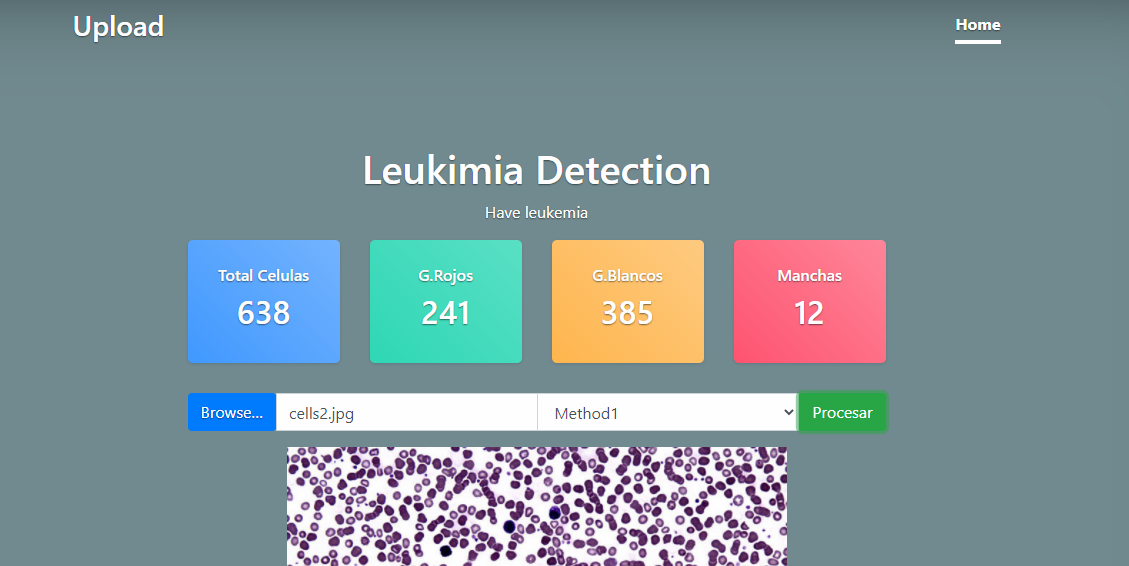 Upload
Home
Leukimia Detection
Have leukemia
Total Celulas
638
G.Rojos
241
G.Blancos
385
Manchas
12
Browse...
cells2.jpg
Method1
Procesar